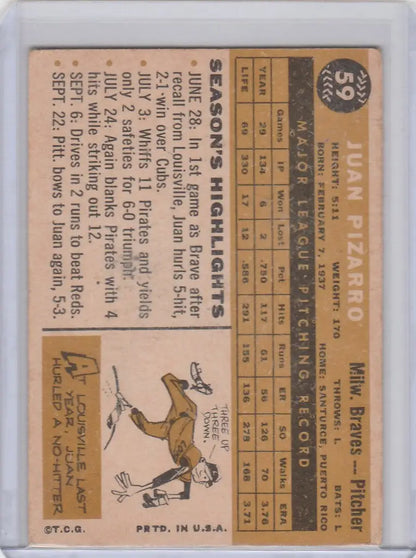 59
JUAN PIZARRO
Milw. Braves — Pitcher
HEIGHT: 5:11 WEIGHT: 170 THROWS: L BATS: L
BORN: FEBRUARY 7, 1937 HOME: SANTURCE, PUERTO RICO
MAJOR LEAGUE PITCHING RECORD
Games IP Won Lost Pct Hits Runs ER SO Walks ERA
YEAR 29 134 6 2 .750 117 61 56 126 70 3.76
LIFE 69 330 17 12 .586 291 155 136 278 168 3.71
SEASON'S HIGHLIGHTS
• JUNE 28: In 1st game as Brave after
recall from Louisville, Juan hurls 5-hit,
2-1 win over Cubs.
• JULY 3: Whiffs 11 Pirates and yields
only 2 safeties for 6-0 triumph.
• JULY 24: Again blanks Pirates with 4
hits while striking out 12.
• SEPT. 6: Drives in 2 runs to beat Reds.
• SEPT. 22: Pitt. bows to Juan again, 5-3.
THREE UP
THREE
DOWN.
AT LOUISVILLE LAST
YEAR, JUAN
HURLED A NO-HITTER
©T.C.G. PRTD. IN U.S.A.